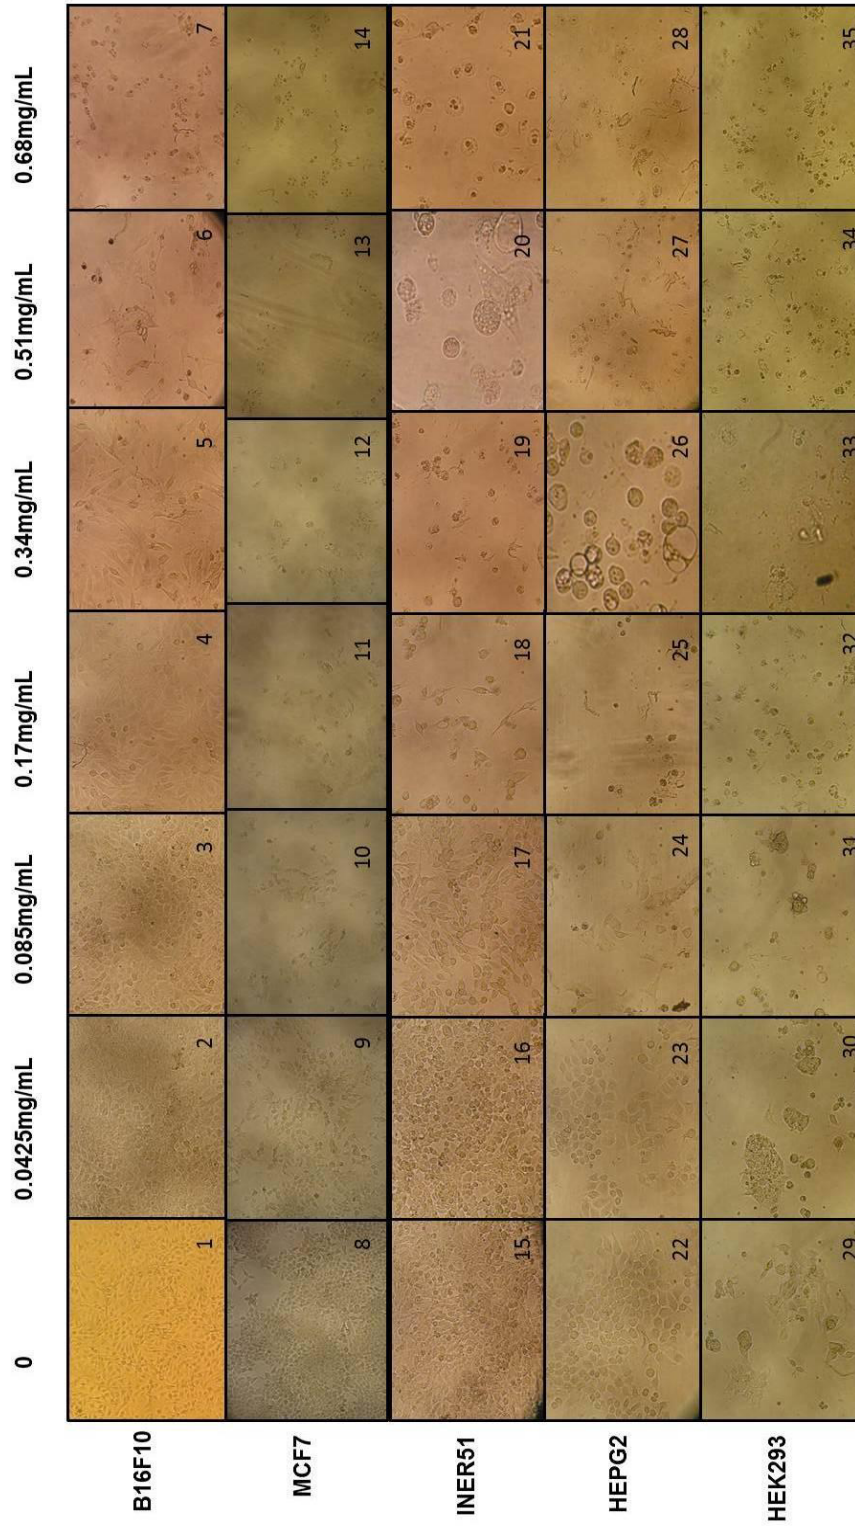 0 0.0425mg/mL 0.085mg/mL 0.17mg/mL 0.34mg/mL 0.51mg/mL 0.68mg/mL
B16F10 1 2 3 4 5 6 7
MCF7 8 9 10 11 12 13 14
INER51 15 16 17 18 19 20 21
HEPG2 22 23 24 25 26 27 28
HEK293 29 30 31 32 33 34 35